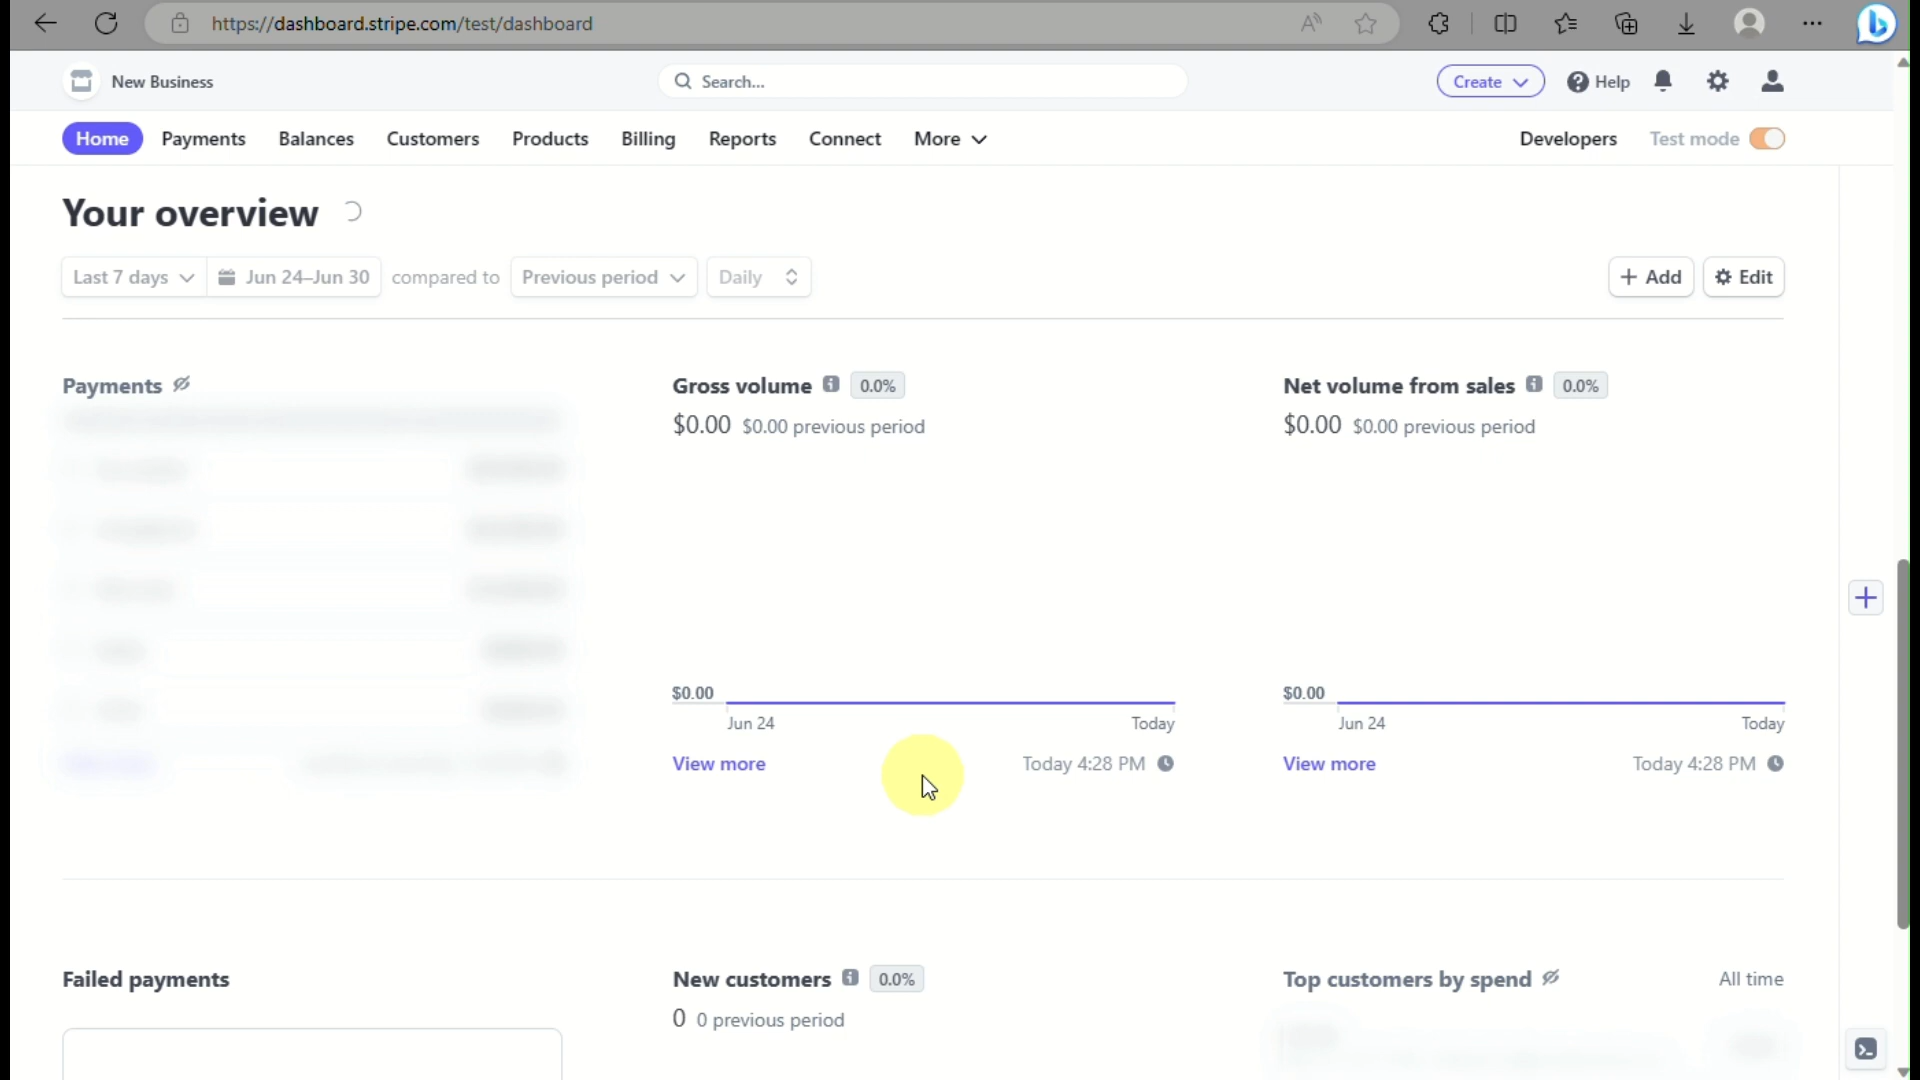 https://dashboard.stripe.com/test/dashboard
New Business
Search...
Create
Help
Home
Payments
Balances
Customers
Products
Billing
Reports
Connect
More
Developers
Test mode
Your overview
Last 7 days
Jun 24–Jun 30
compared to
Previous period
Daily
Add
Edit
Payments
Gross volume 0.0%
$0.00 $0.00 previous period
$0.00
Jun 24 Today
View more Today 4:28 PM
Net volume from sales 0.0%
$0.00 $0.00 previous period
$0.00
Jun 24 Today
View more Today 4:28 PM
Failed payments
New customers 0.0%
0 0 previous period
Top customers by spend All time